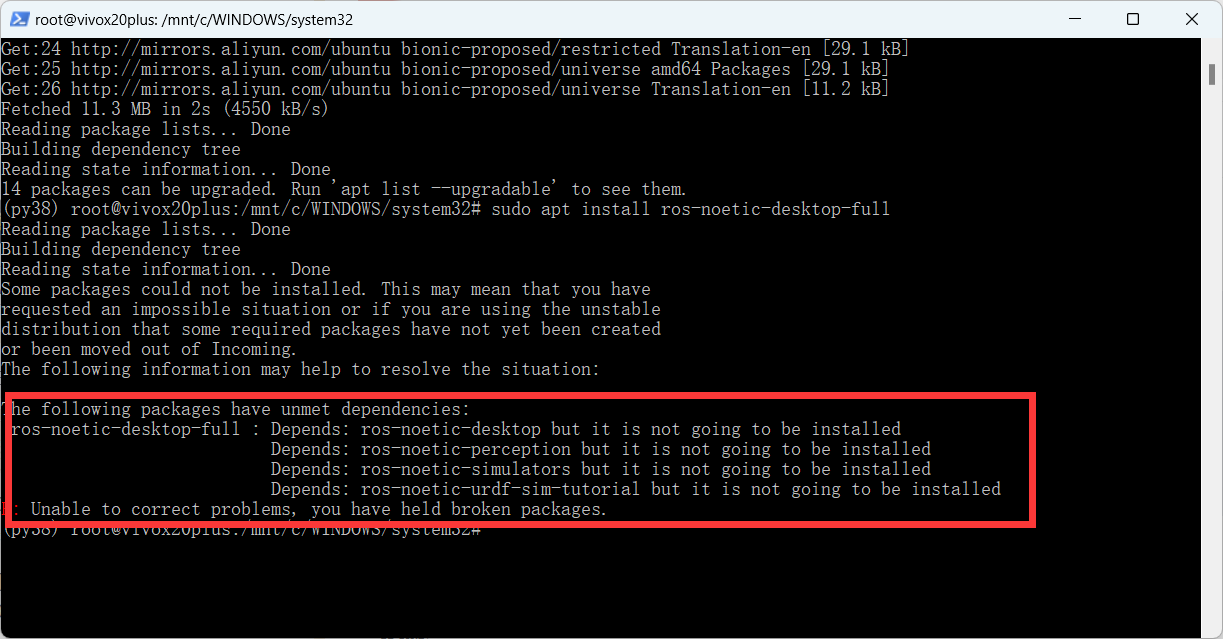 root@vivox20plus: /mnt/c/WINDOWS/system32
Get:24 http://mirrors.aliyun.com/ubuntu bionic-proposed/restricted Translation-en [29.1 kB]
Get:25 http://mirrors.aliyun.com/ubuntu bionic-proposed/universe amd64 Packages [29.1 kB]
Get:26 http://mirrors.aliyun.com/ubuntu bionic-proposed/universe Translation-en [11.2 kB]
Fetched 11.3 MB in 2s (4550 kB/s)
Reading package lists... Done
Building dependency tree
Reading state information... Done
14 packages can be upgraded. Run 'apt list --upgradable' to see them.
(py38) root@vivox20plus:/mnt/c/WINDOWS/system32# sudo apt install ros-noetic-desktop-full
Reading package lists... Done
Building dependency tree
Reading state information... Done
Some packages could not be installed. This may mean that you have
requested an impossible situation or if you are using the unstable
distribution that some required packages have not yet been created
or been moved out of Incoming.
The following information may help to resolve the situation:
The following packages have unmet dependencies:
ros-noetic-desktop-full : Depends: ros-noetic-desktop but it is not going to be installed
Depends: ros-noetic-perception but it is not going to be installed
Depends: ros-noetic-simulators but it is not going to be installed
Depends: ros-noetic-urdf-sim-tutorial but it is not going to be installed
E: Unable to correct problems, you have held broken packages.
(py38) root@vivox20plus:/mnt/c/WINDOWS/system32#